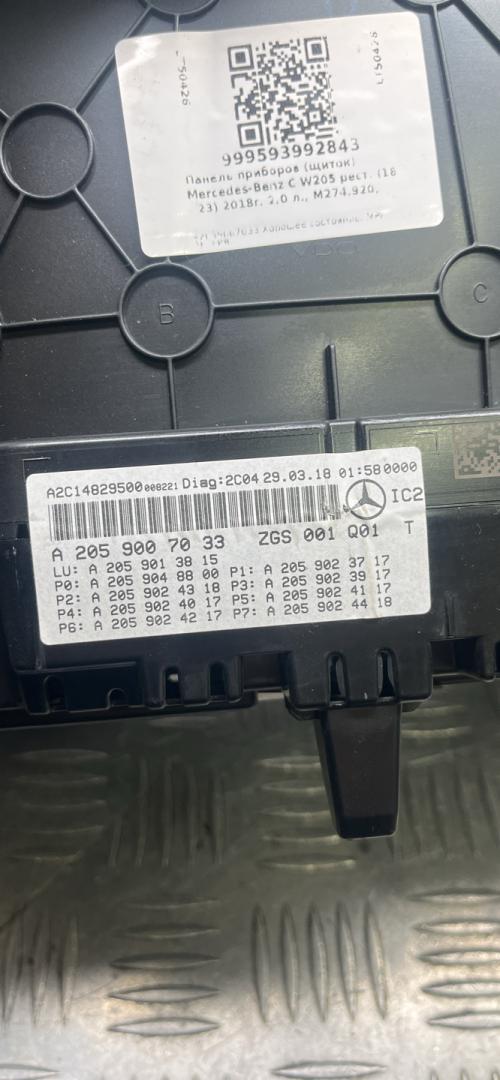 LT50426
LT50426
999593992843
Панель приборов (щиток)
Mercedes-Benz C W205 рест. (18
23) 2018г. 2,0 л., M274.920,
VDO
B
C
A2C14829500 008221 Diag:2C04 29.03.18 01:58 0000
IC2
A 205 900 70 33 ZGS 001 Q01 T
LU: A 205 901 38 15
P0: A 205 904 88 00 P1: A 205 902 37 17
P2: A 205 902 43 18 P3: A 205 902 39 17
P4: A 205 902 40 17 P5: A 205 902 41 17
P6: A 205 902 42 17 P7: A 205 902 44 18